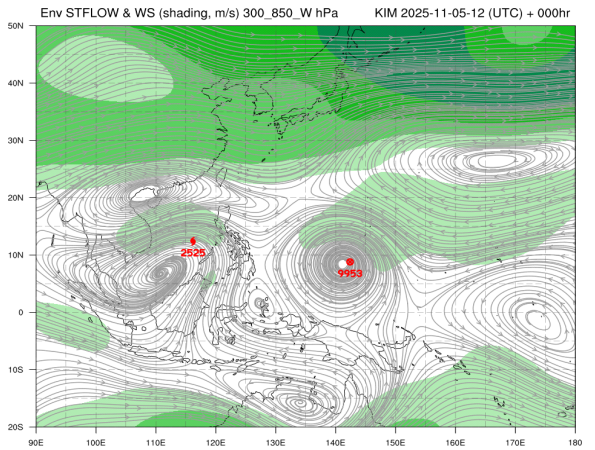 Env STFLOW & WS (shading, m/s) 300_850_W hPa KIM 2025-11-05-12 (UTC) + 000hr
50N
40N
30N
20N
10N
0
10S
20S
2525
9953
90E 100E 110E 120E 130E 140E 150E 160E 170E 180